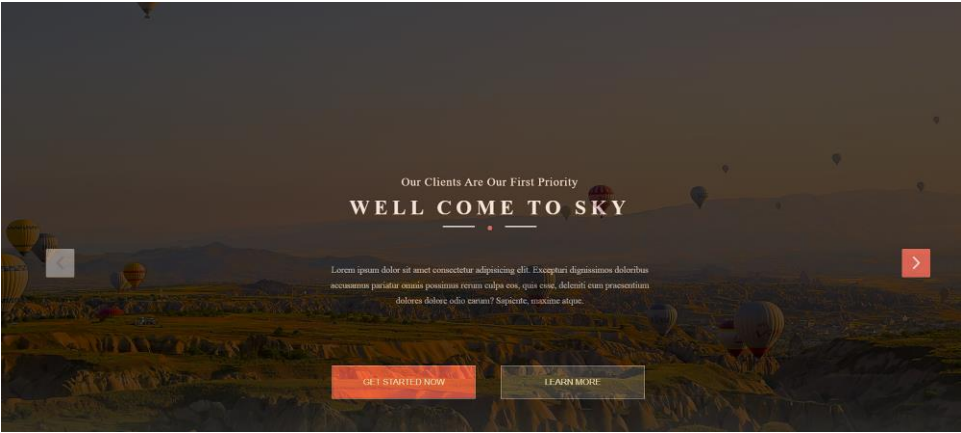 Our Clients Are Our First Priority
WELL COME TO SKY
Lorem ipsum dolor sit amet consectetur adipisicing elit. Excepturi dignissimos doloribus
accusamus pariatur omnis possimus rerum culpa eos, quis esse, deleniti cum praesentium
dolores dolore odio earum? Sapiente, maxime atque.
GET STARTED NOW
LEARN MORE